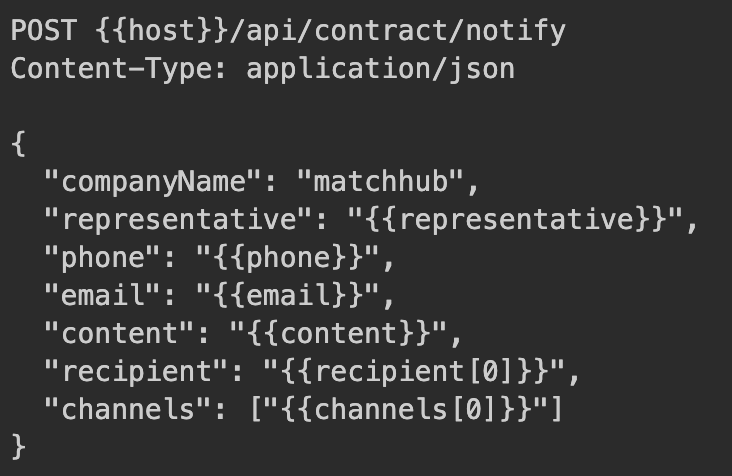 POST {{host}}/api/contract/notify
Content-Type: application/json
{
"companyName": "matchhub",
"representative": "{{representative}}",
"phone": "{{phone}}",
"email": "{{email}}",
"content": "{{content}}",
"recipient": "{{recipient[0]}}",
"channels": ["{{channels[0]}}"]
}